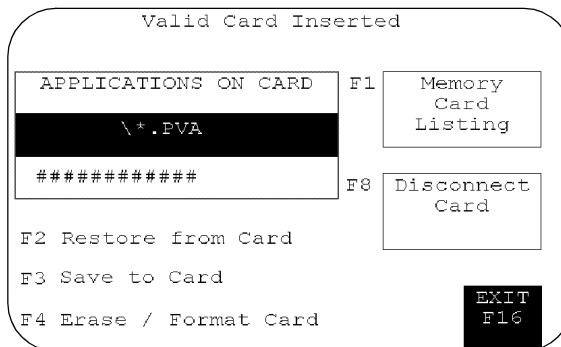 Valid Card Inserted
APPLICATIONS ON CARD
\*.PVA
############
F1
Memory
Card
Listing
F8
Disconnect
Card
F2 Restore from Card
F3 Save to Card
F4 Erase / Format Card
EXIT
F16